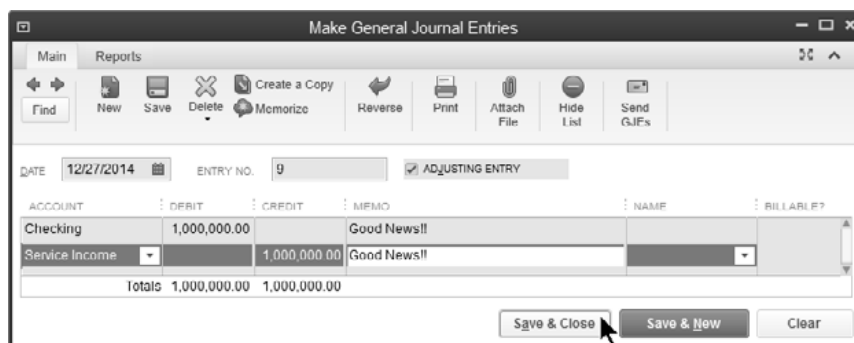 Make General Journal Entries
Main Reports
Find New Save Delete Create a Copy Memorize Reverse Print Attach File Hide List Send GJEs
DATE 12/27/2014 ENTRY NO. 9 ADJUSTING ENTRY
ACCOUNT DEBIT CREDIT MEMO NAME BILLABLE?
Checking 1,000,000.00 Good News!!
Service Income 1,000,000.00 Good News!!
Totals 1,000,000.00 1,000,000.00
Save & Close Save & New Clear